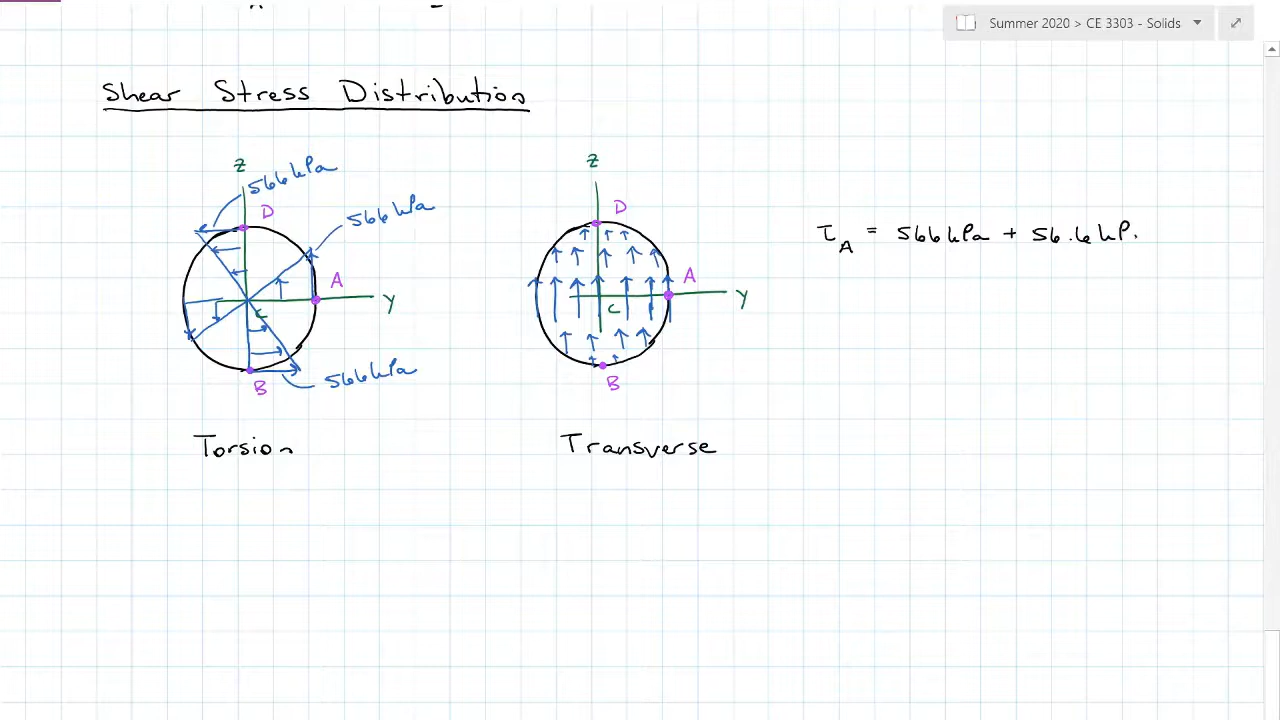 Summer 2020 > CE 3303 - Solids
Shear Stress Distribution
Z
566 kPa
D
566 kPa
A
Y
C
566 kPa
B
Torsion
Z
D
A
Y
C
B
Transverse
τA = 566 kPa + 56.6 kP.